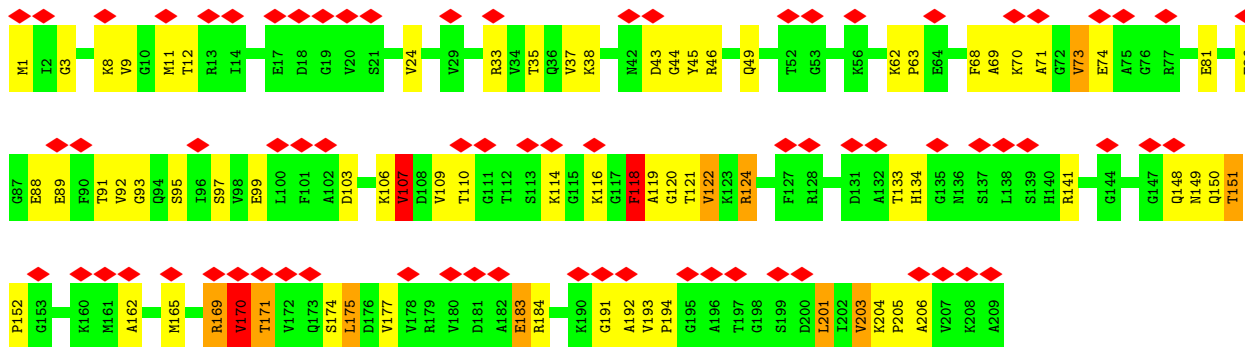 M1 I2 G3 K8 V9 G10 M11 T12 R13 I14 E17 D18 G19 V20 S21 V24 V29 R33 V34 T35 Q36 V37 K38 N42 D43 G44 Y45 R46 Q49 T52 G53 K56 K62 P63 E64 F68 A69 K70 A71 G72 V73 E74 A75 G76 R77 E81
G87 E88 E89 F90 T91 V92 G93 Q94 S95 I96 S97 V98 E99 L100 F101 A102 D103 K106 V107 D108 V109 T110 G111 T112 S113 K114 G115 K116 G117 F118 A119 G120 T121 V122 K123 R124 F127 R128 D131 A132 T133 H134 G135 N136 S137 L138 S139 H140 R141 G144 G147 Q148 N149 Q150 T151
P152 G153 K160 M161 A162 M165 R169 V170 T171 V172 Q173 S174 L175 D176 V177 V178 R179 V180 D181 A182 E183 R184 K190 G191 A192 V193 P194 G195 A196 T197 G198 S199 D200 L201 I202 V203 K204 P205 A206 V207 K208 A209